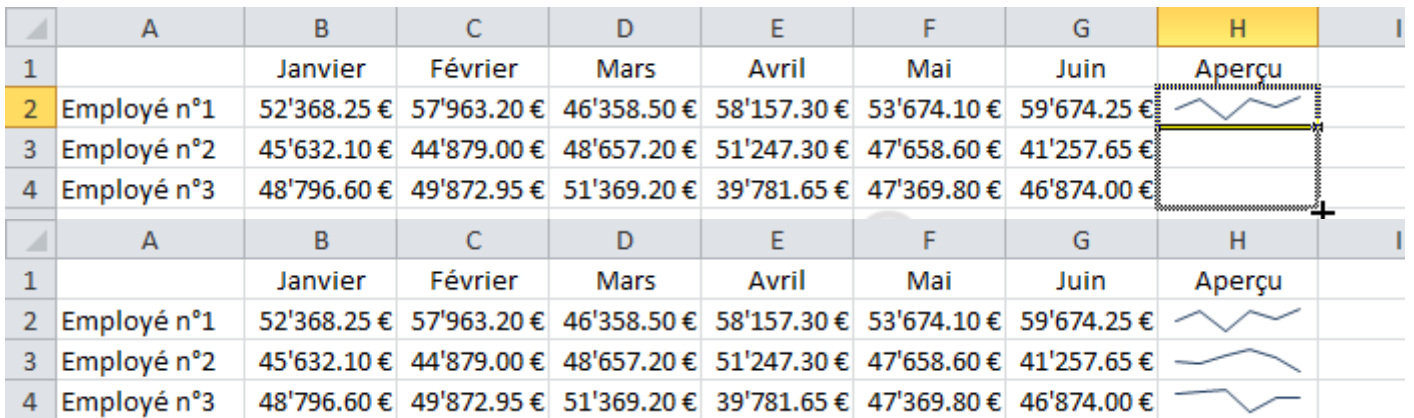 A B C D E F G H I
1 Janvier Février Mars Avril Mai Juin Aperçu
2 Employé n°1 52'368.25 € 57'963.20 € 46'358.50 € 58'157.30 € 53'674.10 € 59'674.25 €
3 Employé n°2 45'632.10 € 44'879.00 € 48'657.20 € 51'247.30 € 47'658.60 € 41'257.65 €
4 Employé n°3 48'796.60 € 49'872.95 € 51'369.20 € 39'781.65 € 47'369.80 € 46'874.00 €
A B C D E F G H I
1 Janvier Février Mars Avril Mai Juin Aperçu
2 Employé n°1 52'368.25 € 57'963.20 € 46'358.50 € 58'157.30 € 53'674.10 € 59'674.25 €
3 Employé n°2 45'632.10 € 44'879.00 € 48'657.20 € 51'247.30 € 47'658.60 € 41'257.65 €
4 Employé n°3 48'796.60 € 49'872.95 € 51'369.20 € 39'781.65 € 47'369.80 € 46'874.00 €